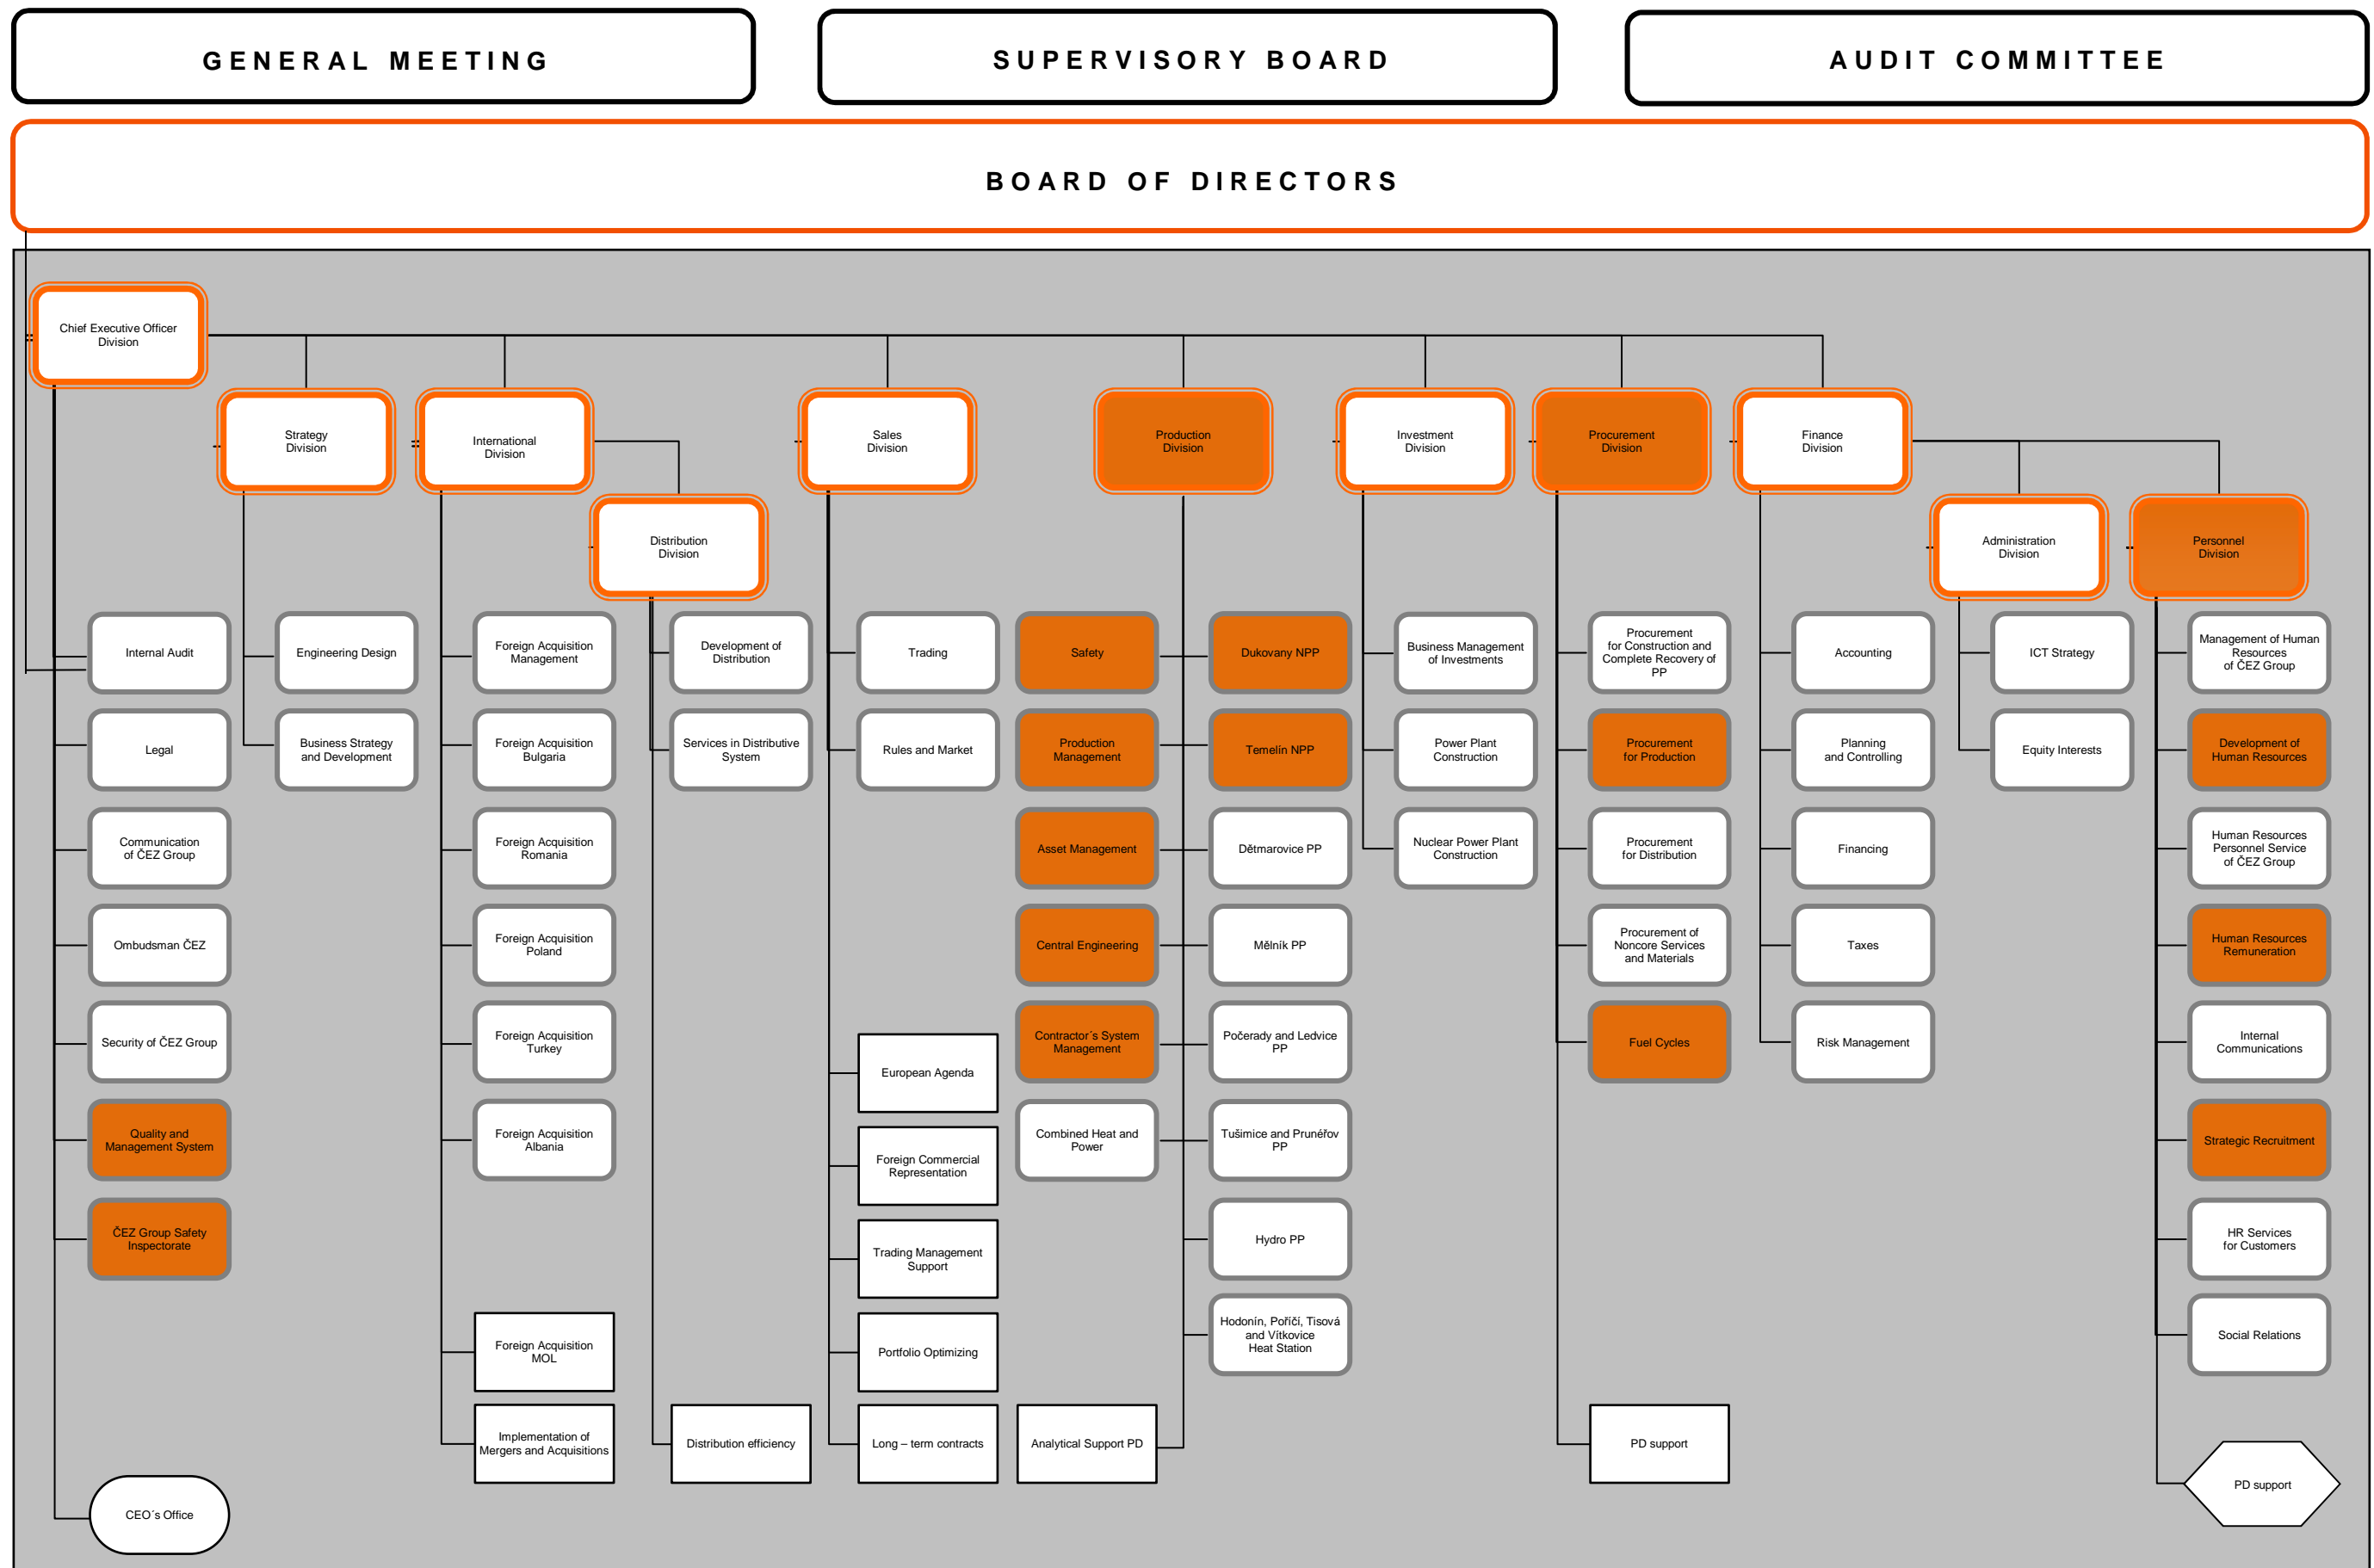 GENERAL MEETING
SUPERVISORY BOARD
AUDIT COMMITTEE
BOARD OF DIRECTORS
Chief Executive Officer
Division
Strategy
Division
International
Division
Sales
Division
Production
Division
Investment
Division
Procurement
Division
Finance
Division
Distribution
Division
Administration
Division
Personnel
Division
Internal Audit
Legal
Communication
of ČEZ Group
Ombudsman ČEZ
Security of ČEZ Group
Quality and
Management System
ČEZ Group Safety
Inspectorate
CEO´s Office
Engineering Design
Business Strategy
and Development
Foreign Acquisition
Management
Foreign Acquisition
Bulgaria
Foreign Acquisition
Romania
Foreign Acquisition
Poland
Foreign Acquisition
Turkey
Foreign Acquisition
Albania
Foreign Acquisition
MOL
Implementation of
Mergers and Acquisitions
Development of
Distribution
Services in Distributive
System
Distribution efficiency
Trading
Rules and Market
European Agenda
Foreign Commercial
Representation
Trading Management
Support
Portfolio Optimizing
Long – term contracts
Safety
Production
Management
Asset Management
Central Engineering
Contractor´s System
Management
Combined Heat and
Power
Analytical Support PD
Dukovany NPP
Temelín NPP
Dětmarovice PP
Mělník PP
Počerady and Ledvice
PP
Tušimice and Prunéřov
PP
Hydro PP
Hodonín, Poříčí, Tisová
and Vítkovice
Heat Station
Business Management
of Investments
Power Plant
Construction
Nuclear Power Plant
Construction
Procurement
for Construction and
Complete Recovery of
PP
Procurement
for Production
Procurement
for Distribution
Procurement of
Noncore Services
and Materials
Fuel Cycles
PD support
Accounting
Planning
and Controlling
Financing
Taxes
Risk Management
ICT Strategy
Equity Interests
Management of Human
Resources
of ČEZ Group
Development of
Human Resources
Human Resources
Personnel Service
of ČEZ Group
Human Resources
Remuneration
Internal
Communications
Strategic Recruitment
HR Services
for Customers
Social Relations
PD support